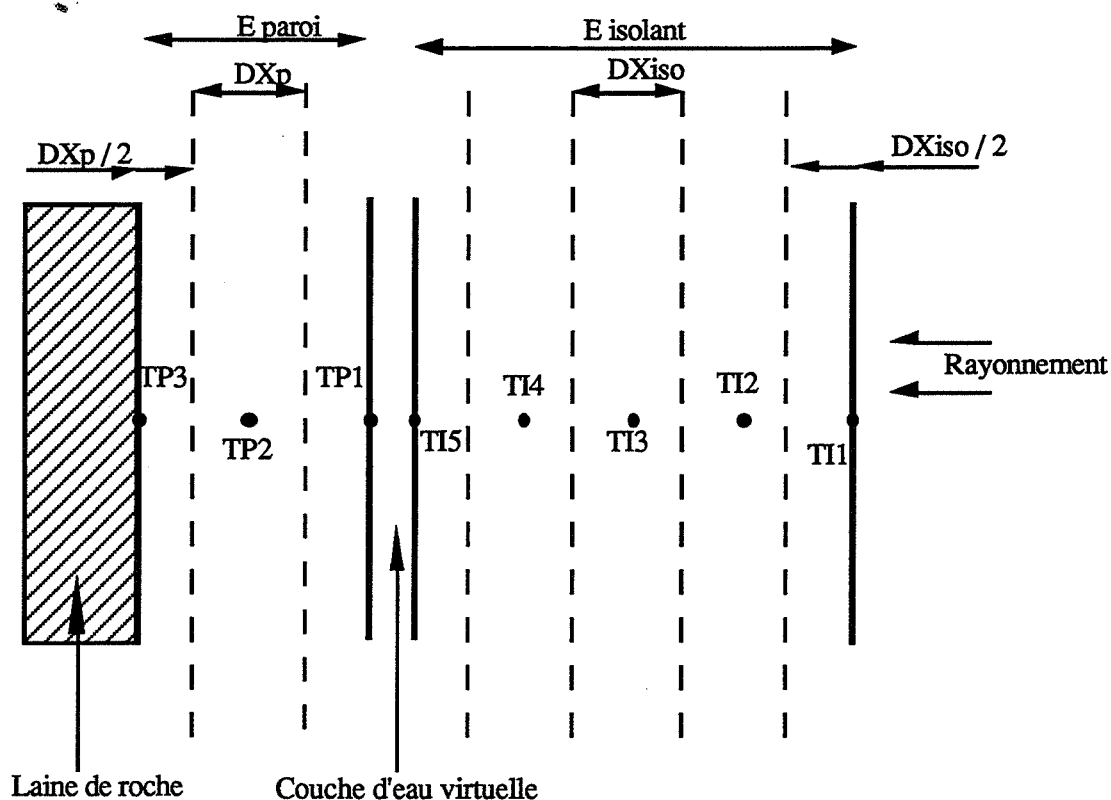 E paroi
E isolant
DXp
DXiso
DXp / 2
DXiso / 2
Rayonnement
TP3
TP1
TI4
TI2
TP2
TI5
TI3
TI1
Laine de roche
Couche d'eau virtuelle